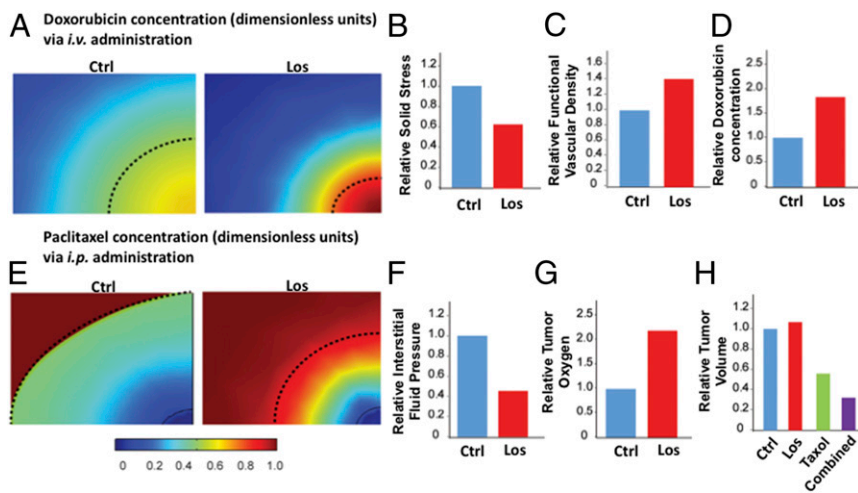 A
Doxorubicin concentration (dimensionless units)
via i.v. administration
Ctrl
Los
B
Relative Solid Stress
1.2
1.0
0.8
0.6
0.4
0
Ctrl
Los
C
Relative Functional
Vascular Density
1.6
1.4
1.2
1.0
0.8
0.6
0.4
0.2
0
Ctrl
Los
D
Relative Doxorubicin
concentration
2.5
2.0
1.5
1.0
0.5
0
Ctrl
Los
Paclitaxel concentration (dimensionless units)
via i.p. administration
E
Ctrl
Los
0 0.2 0.4 0.6 0.8 1.0
F
Relative Interstitial
Fluid Pressure
1.2
1.0
0.8
0.6
0.4
0.2
0
Ctrl
Los
G
Relative Tumor
Oxygen
2.5
2.0
1.5
1.0
0.5
0
Ctrl
Los
H
Relative Tumor
Volume
1.2
1.0
0.8
0.6
0.4
0.2
0
Ctrl
Los
Taxol
Combined